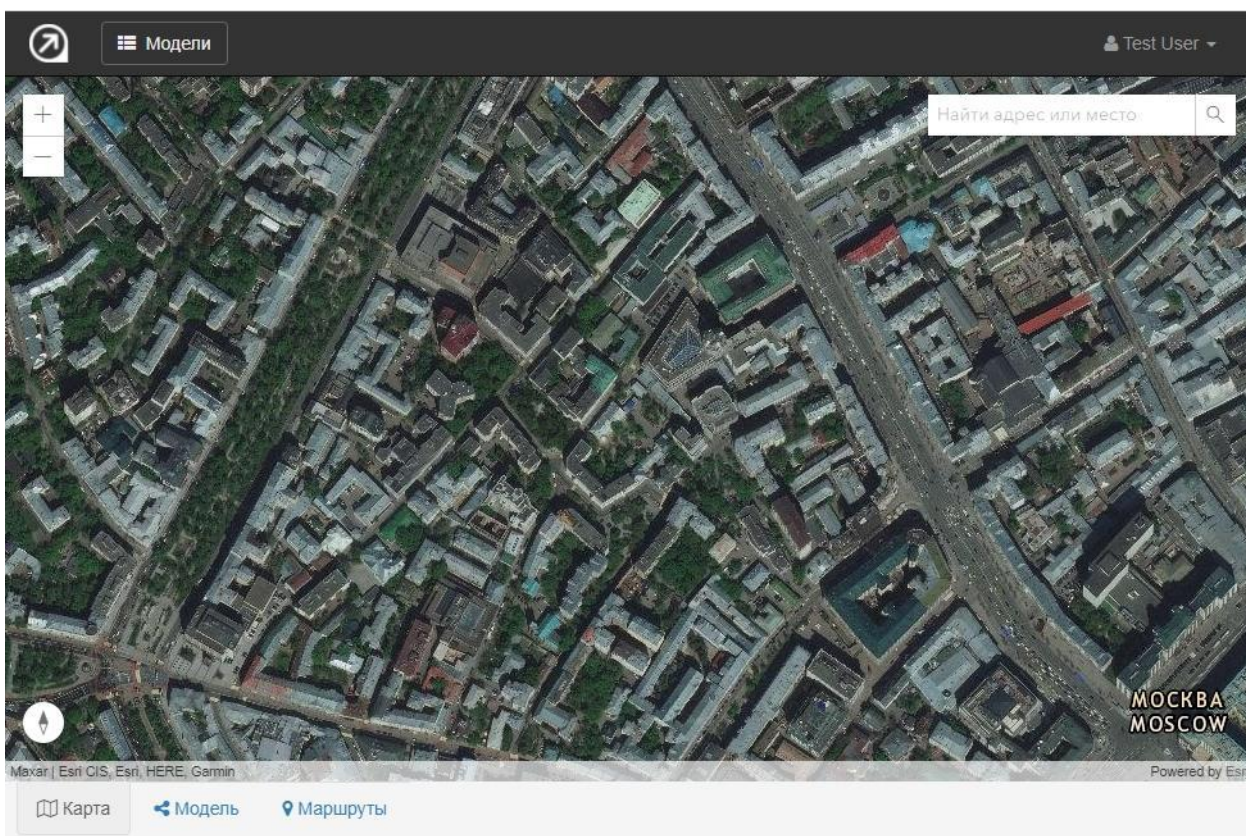 Модели
Test User
Найти адрес или место
МОСКВА
MOSCOW
Maxar | Esri CIS, Esri, HERE, Garmin
Powered by Esr
Карта
Модель
Маршруты